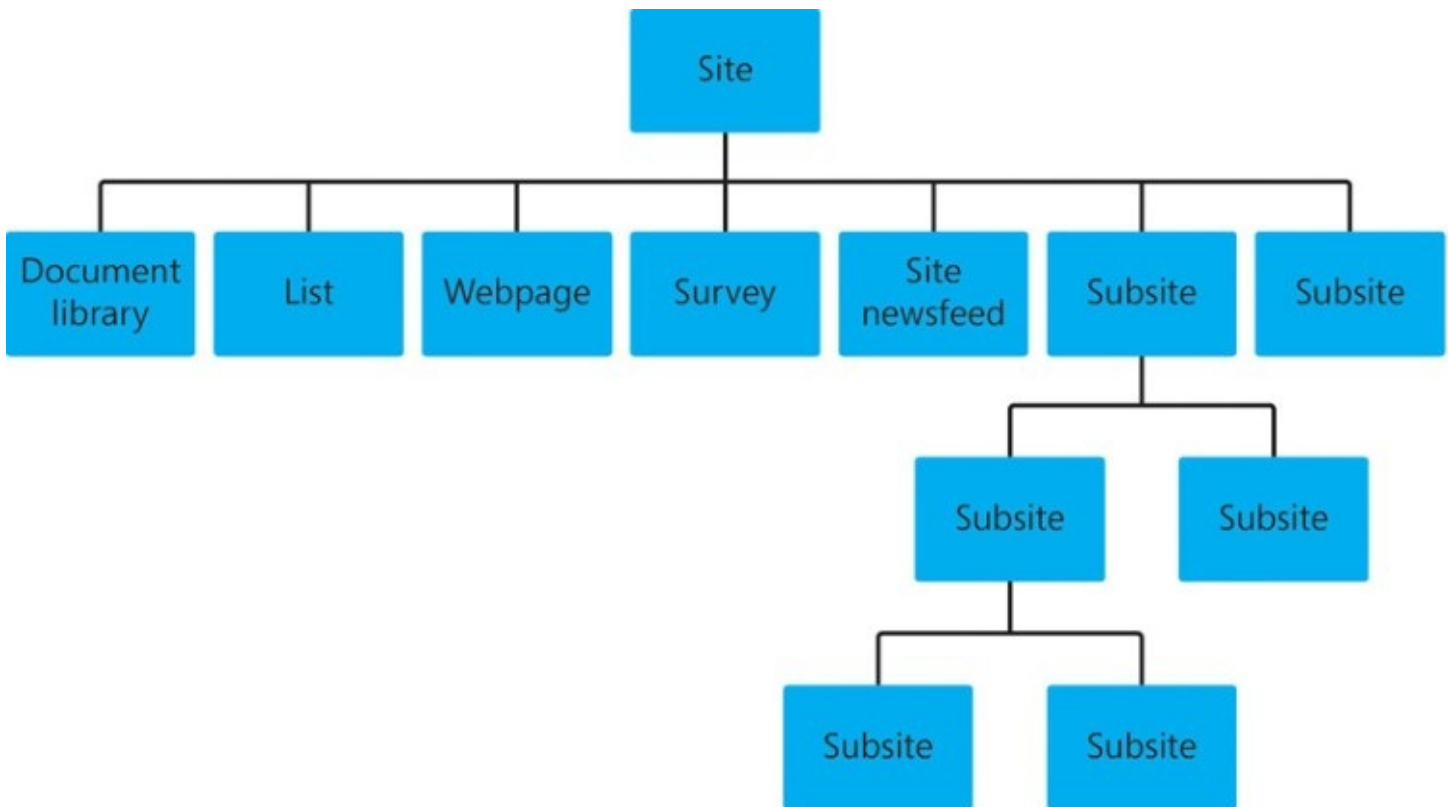 Site
Document
library
List
Webpage
Survey
Site
newsfeed
Subsite
Subsite
Subsite
Subsite
Subsite
Subsite